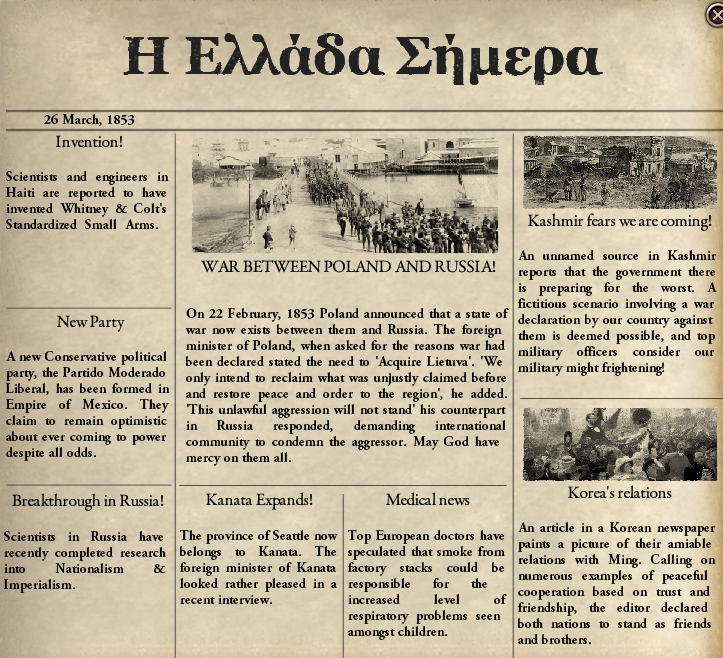 Η Ελλάδα Σήμερα
26 March, 1853
Invention!
Scientists and engineers in
Haiti are reported to have
invented Whitney & Colt's
Standardized Small Arms.
New Party
A new Conservative political
party, the Partido Moderado
Liberal, has been formed in
Empire of Mexico. They
claim to remain optimistic
about ever coming to power
despite all odds.
Breakthrough in Russia!
Scientists in Russia have
recently completed research
into Nationalism &
Imperialism.
WAR BETWEEN POLAND AND RUSSIA!
On 22 February, 1853 Poland announced that a state of
war now exists between them and Russia. The foreign
minister of Poland, when asked for the reasons war had
been declared stated the need to 'Acquire Lietuva'. 'We
only intend to reclaim what was unjustly claimed before
and restore peace and order to the region', he added.
'This unlawful aggression will not stand' his counterpart
in Russia responded, demanding international
community to condemn the aggressor. May God have
mercy on them all.
Kanata Expands!
The province of Seattle now
belongs to Kanata. The
foreign minister of Kanata
looked rather pleased in a
recent interview.
Medical news
Top European doctors have
speculated that smoke from
factory stacks could be
responsible for the
increased level of
respiratory problems seen
amongst children.
Kashmir fears we are coming!
An unnamed source in Kashmir
reports that the government there
is preparing for the worst. A
fictitious scenario involving a war
declaration by our country against
them is deemed possible, and top
military officers consider our
military might frightening!
Korea's relations
An article in a Korean newspaper
paints a picture of their amiable
relations with Ming. Calling on
numerous examples of peaceful
cooperation based on trust and
friendship, the editor declared
both nations to stand as friends
and brothers.